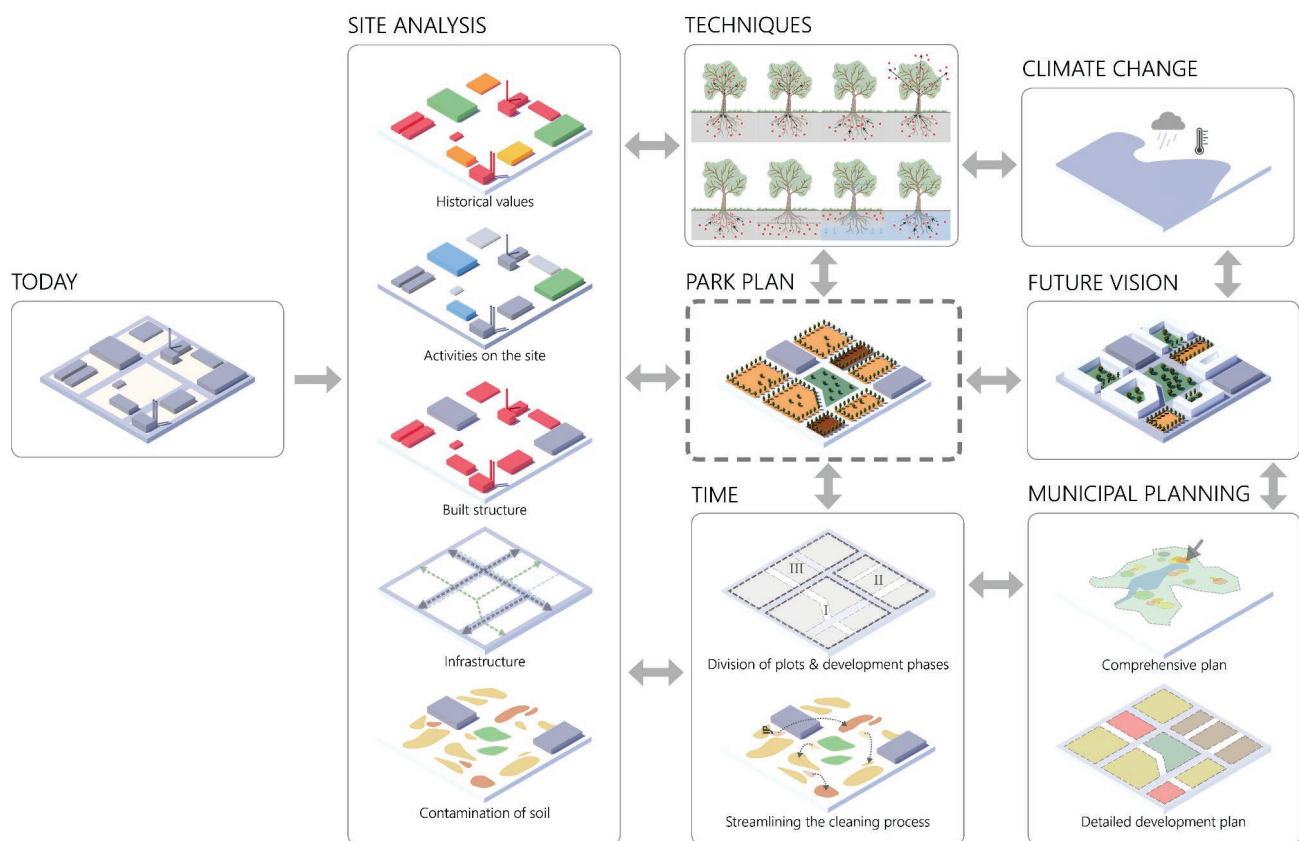 SITE ANALYSIS
TECHNIQUES
CLIMATE CHANGE
Historical values
TODAY
PARK PLAN
FUTURE VISION
Activities on the site
Built structure
TIME
MUNICIPAL PLANNING
III
II
I
Infrastructure
Division of plots & development phases
Comprehensive plan
Contamination of soil
Streamlining the cleaning process
Detailed development plan